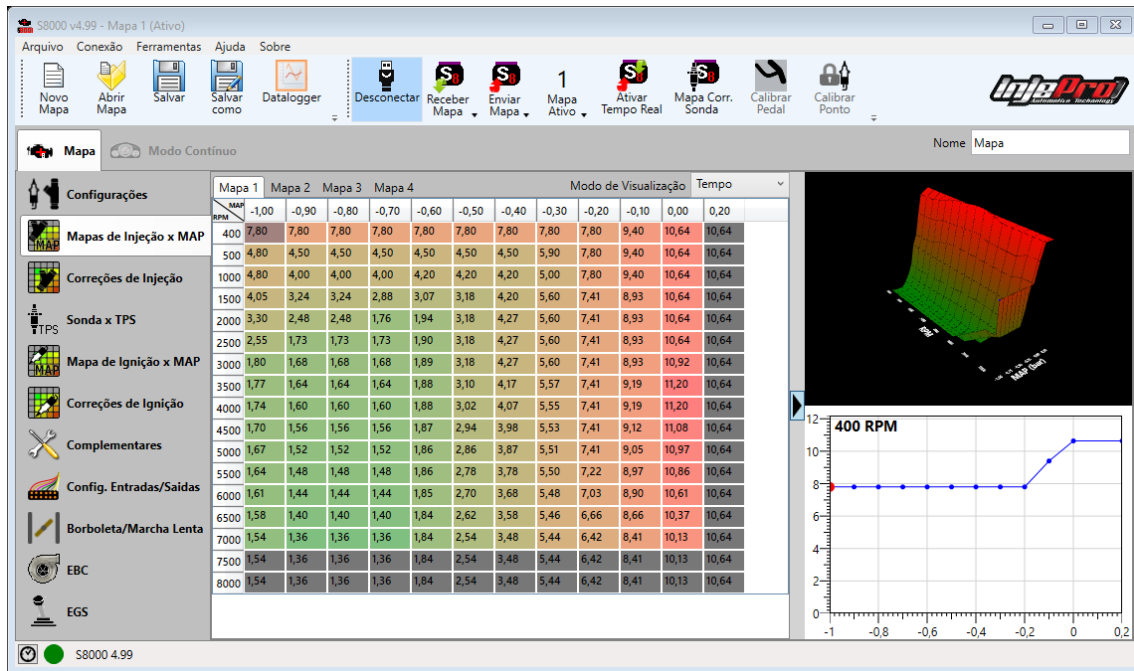 S8000 v4.99 - Mapa 1 (Ativo)
Arquivo Conexão Ferramentas Ajuda Sobre
Novo Mapa
Abrir Mapa
Salvar
Salvar como
Datalogger
Desconectar
Receber Mapa
Enviar Mapa
1 Mapa Ativo
Ativar Tempo Real
Mapa Corr. Sonda
Calibrar Pedal
Calibrar Ponto
InjePro
Automotive Technology
Mapa
Modo Contínuo
Nome Mapa
Configurações
Mapas de Injeção x MAP
Correções de Injeção
Sonda x TPS
Mapa de Ignição x MAP
Correções de Ignição
Complementares
Config. Entradas/Saidas
Borboleta/Marcha Lenta
EBC
EGS
Mapa 1 Mapa 2 Mapa 3 Mapa 4 Modo de Visualização Tempo
RPM MAP -1,00 -0,90 -0,80 -0,70 -0,60 -0,50 -0,40 -0,30 -0,20 -0,10 0,00 0,20
400 7,80 7,80 7,80 7,80 7,80 7,80 7,80 7,80 7,80 9,40 10,64 10,64
500 4,80 4,50 4,50 4,50 4,50 4,50 4,50 5,90 7,80 9,40 10,64 10,64
1000 4,80 4,00 4,00 4,00 4,20 4,20 4,20 5,00 7,80 9,40 10,64 10,64
1500 4,05 3,24 3,24 2,88 3,07 3,18 4,20 5,60 7,41 8,93 10,64 10,64
2000 3,30 2,48 2,48 1,76 1,94 3,18 4,27 5,60 7,41 8,93 10,64 10,64
2500 2,55 1,73 1,73 1,73 1,90 3,18 4,27 5,60 7,41 8,93 10,64 10,64
3000 1,80 1,68 1,68 1,68 1,89 3,18 4,27 5,60 7,41 8,93 10,92 10,64
3500 1,77 1,64 1,64 1,64 1,88 3,10 4,17 5,57 7,41 9,19 11,20 10,64
4000 1,74 1,60 1,60 1,60 1,88 3,02 4,07 5,55 7,41 9,19 11,20 10,64
4500 1,70 1,56 1,56 1,56 1,87 2,94 3,98 5,53 7,41 9,12 11,08 10,64
5000 1,67 1,52 1,52 1,52 1,86 2,86 3,87 5,51 7,41 9,05 10,97 10,64
5500 1,64 1,48 1,48 1,48 1,86 2,78 3,78 5,50 7,22 8,97 10,86 10,64
6000 1,61 1,44 1,44 1,44 1,85 2,70 3,68 5,48 7,03 8,90 10,61 10,64
6500 1,58 1,40 1,40 1,40 1,84 2,62 3,58 5,46 6,66 8,66 10,37 10,64
7000 1,54 1,36 1,36 1,36 1,84 2,54 3,48 5,44 6,42 8,41 10,13 10,64
7500 1,54 1,36 1,36 1,36 1,84 2,54 3,48 5,44 6,42 8,41 10,13 10,64
8000 1,54 1,36 1,36 1,36 1,84 2,54 3,48 5,44 6,42 8,41 10,13 10,64
MAP (bar)
400 RPM
12
10
8
6
4
2
0
-1 -0,8 -0,6 -0,4 -0,2 0 0,2
S8000 4.99